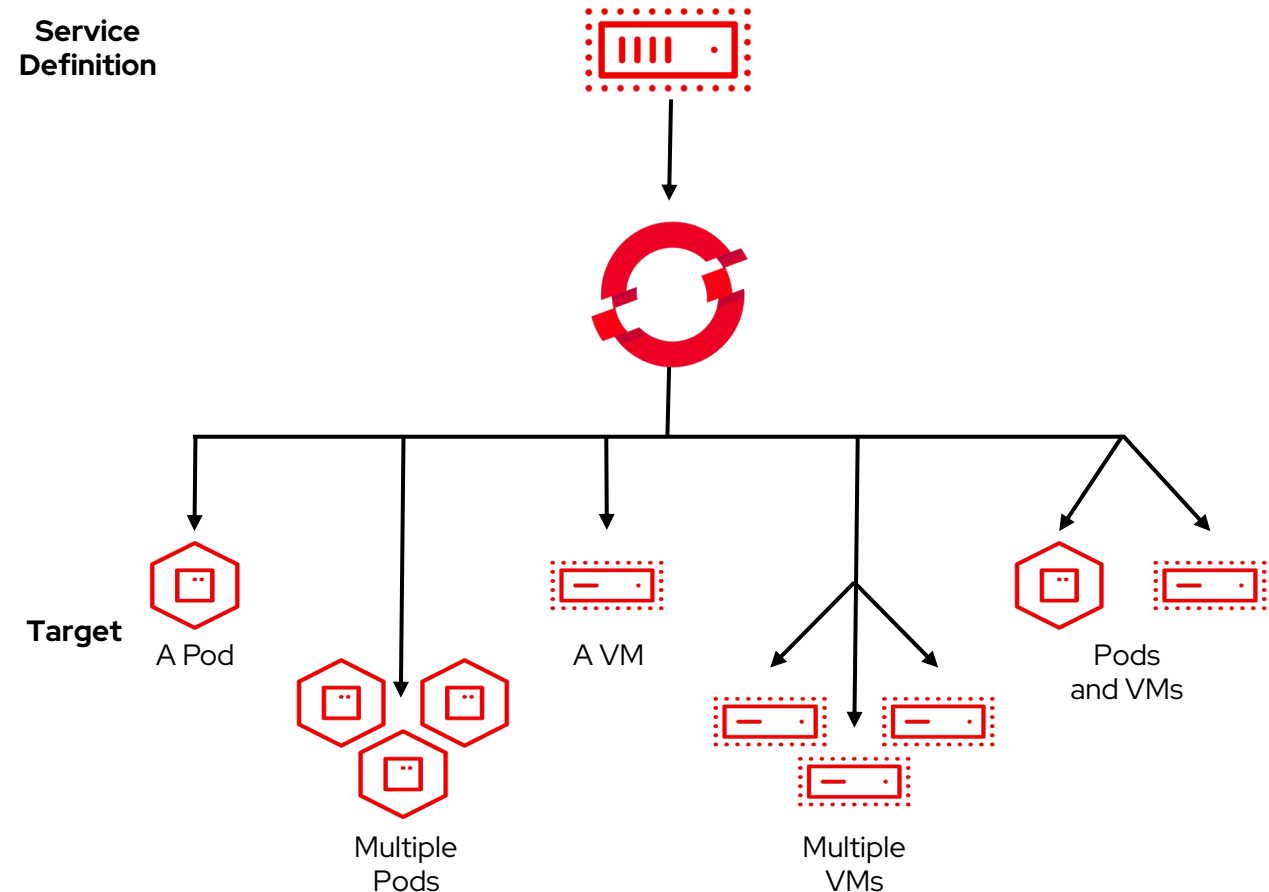 Service
Definition
Target
A Pod
Multiple
Pods
A VM
Multiple
VMs
Pods
and VMs